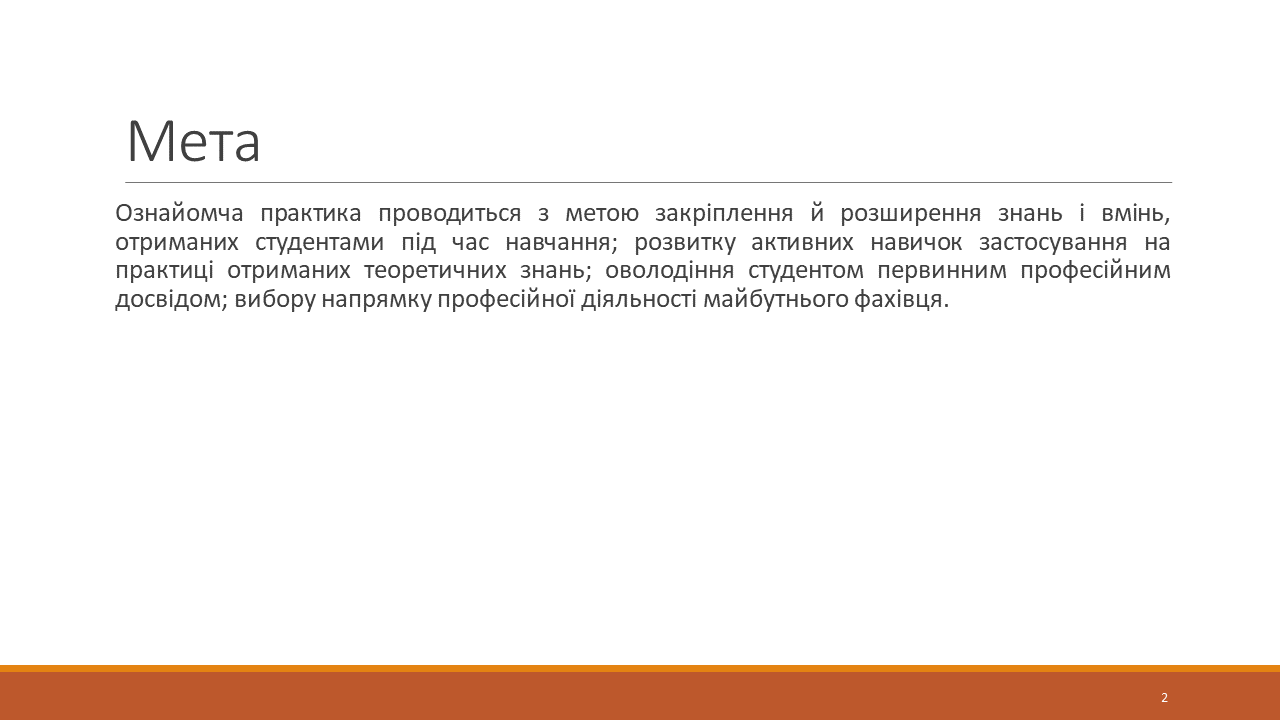 Мета
Ознайомча практика проводиться з метою закріплення й розширення знань і вмінь,
отриманих студентами під час навчання; розвитку активних навичок застосування на
практиці отриманих теоретичних знань; оволодіння студентом первинним професійним
досвідом; вибору напрямку професійної діяльності майбутнього фахівця.
2